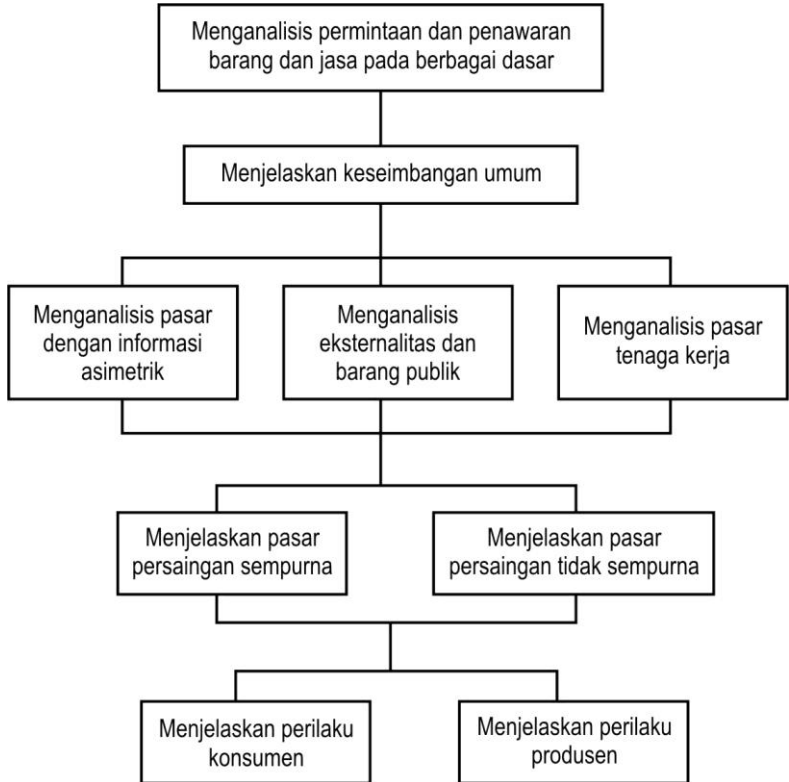 Menganalisis permintaan dan penawaran
barang dan jasa pada berbagai dasar
Menjelaskan keseimbangan umum
Menganalisis pasar
dengan informasi
asimetrik
Menganalisis
eksternalitas dan
barang publik
Menganalisis pasar
tenaga kerja
Menjelaskan pasar
persaingan sempurna
Menjelaskan pasar
persaingan tidak sempurna
Menjelaskan perilaku
konsumen
Menjelaskan perilaku
produsen